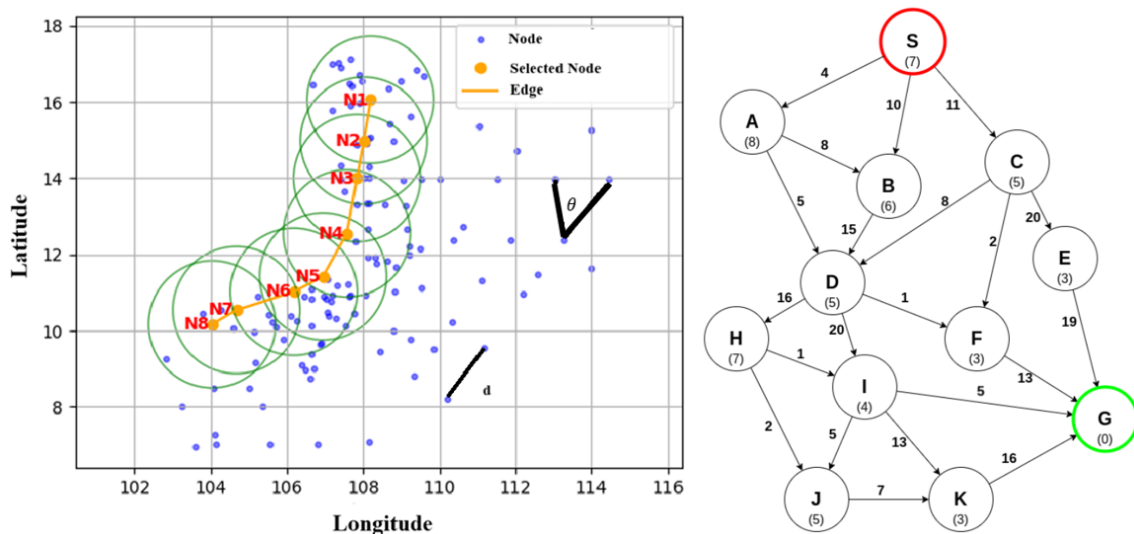 18
16
14
12
10
8
Latitude
102
104
106
108
110
112
114
116
Longitude
Node
Selected Node
Edge
N1
N2
N3
N4
N5
N6
N7
N8
θ
d
S
(7)
4
10
11
A
(8)
8
B
(6)
C
(5)
5
15
8
2
20
E
(3)
D
(5)
16
20
1
19
H
(7)
1
F
(3)
13
I
(4)
5
G
(0)
2
5
13
16
J
(5)
7
K
(3)